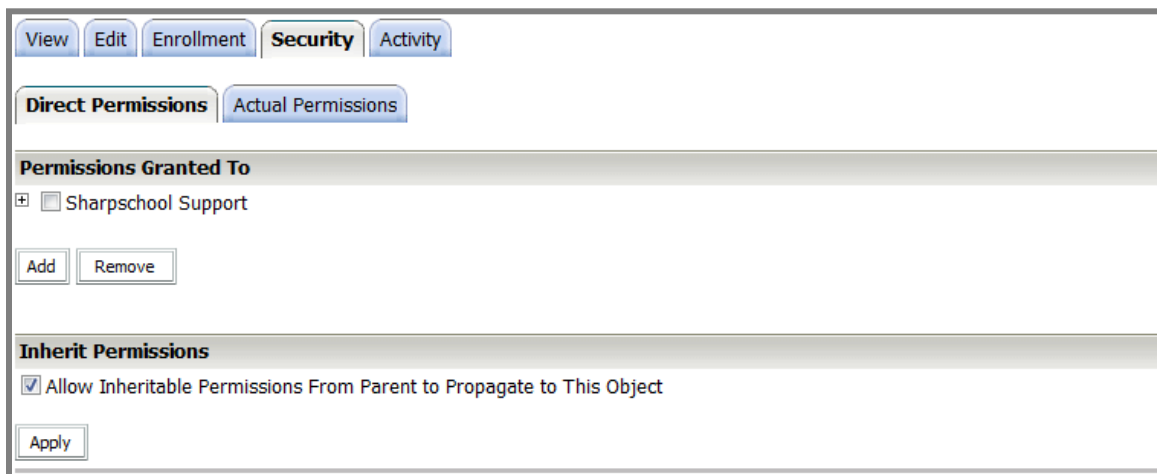 View Edit Enrollment Security Activity
Direct Permissions Actual Permissions
Permissions Granted To
Sharpschool Support
Add Remove
Inherit Permissions
Allow Inheritable Permissions From Parent to Propagate to This Object
Apply